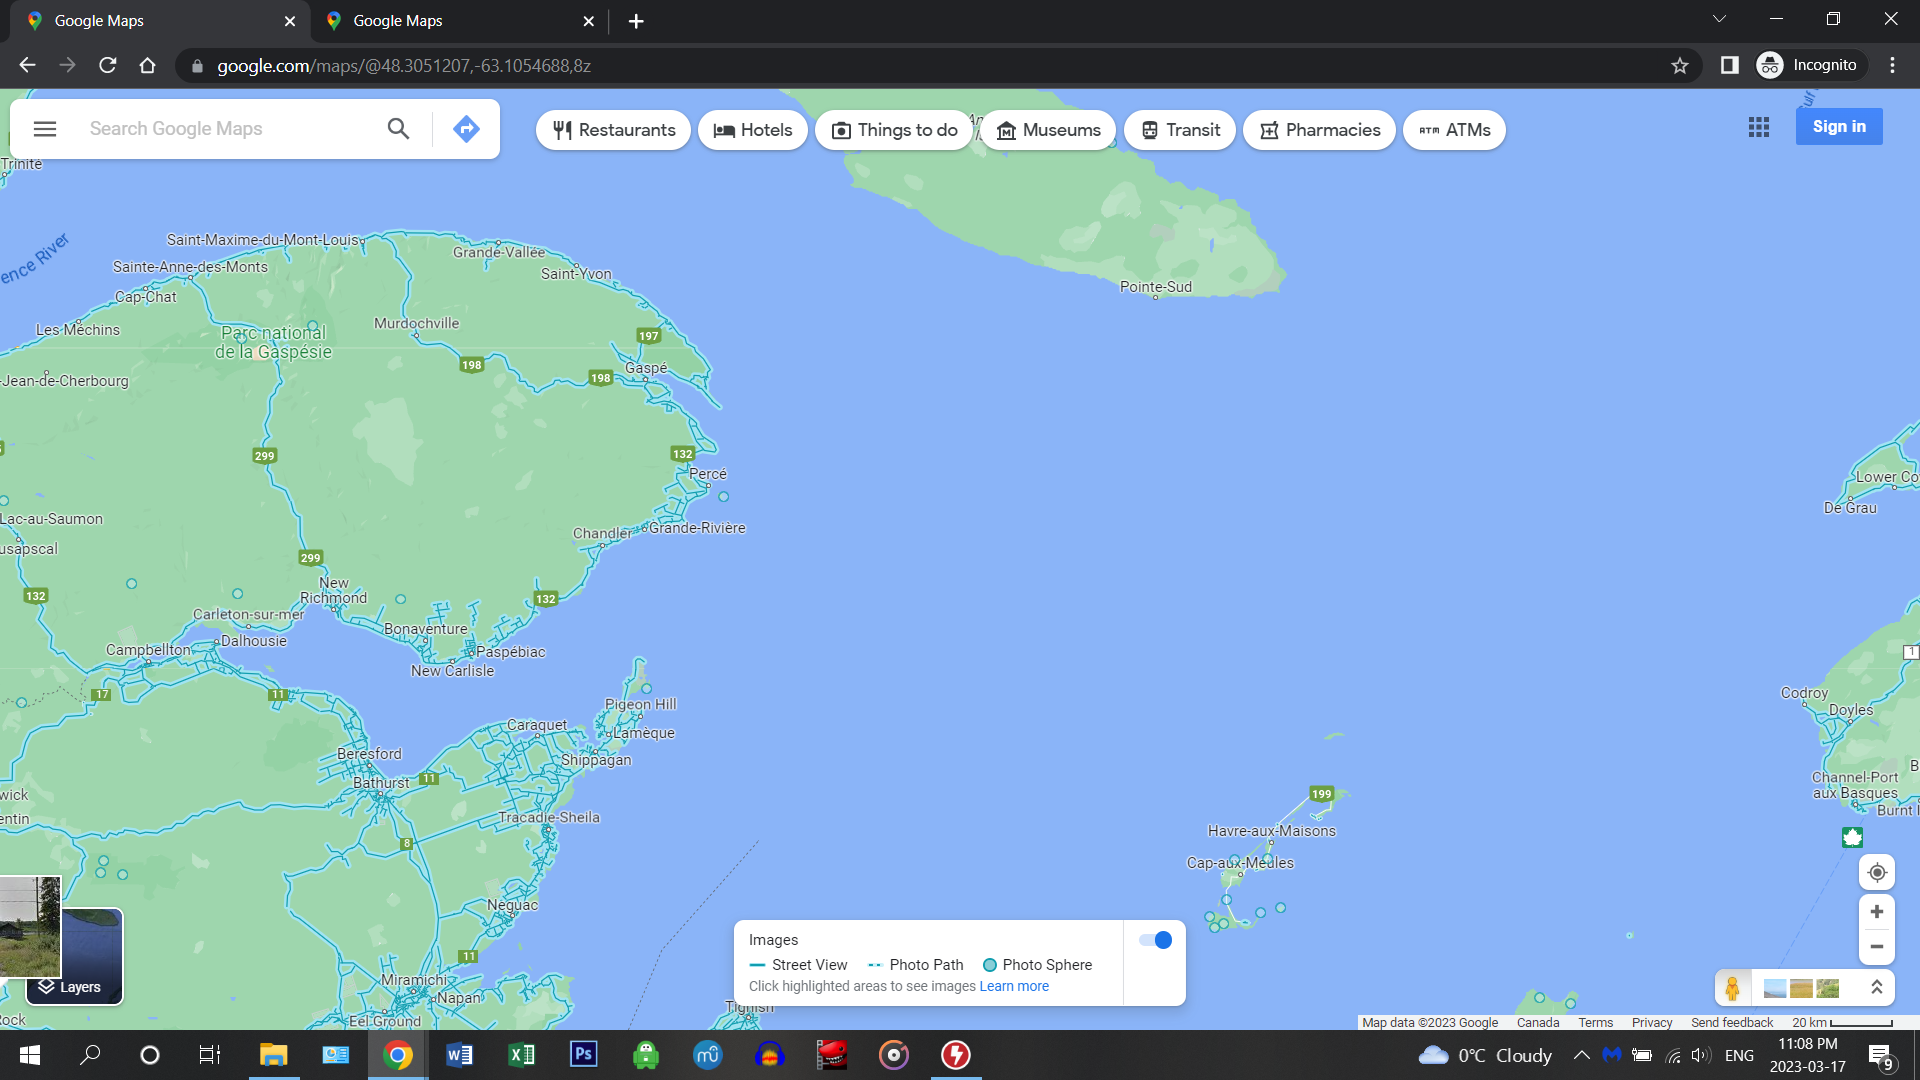 Google Maps
Google Maps
google.com/maps/@48.3051207,-63.1054688,8z
Incognito
Search Google Maps
Restaurants
Hotels
Things to do
Museums
Transit
Pharmacies
ATM ATMs
Sign in
Trinite
ence River
Saint-Maxime-du-Mont-Louis
Grande-Vallée
Sainte-Anne-des-Monts
Saint-Yvon
Cap-Chat
Pointe-Sud
Les Méchins
Murdochville
197
Parc national
de la Gaspésie
198
Gaspé
198
-Jean-de-Cherbourg
299
132
Percé
Lower Co
De Grau
Lac-au-Saumon
Grande-Rivière
Chandler
usapscal
299
New
Richmond
132
132
Carleton-sur-mer
Bonaventure
Dalhousie
Campbellton
Paspébiac
New Carlisle
1
17
11
Codroy
Pigeon Hill
Doyles
Caraquet
Lamèque
Beresford
Shippagan
Bathurst
11
Channel-Port
aux Basques
wick
199
Burnt I
entin
Tracadie-Sheila
Havre-aux-Maisons
8
Cap-aux-Meules
Neguac
11
Images
Street View
Photo Path
Photo Sphere
Click highlighted areas to see images Learn more
Layers
Miramichi
Napan
Tignish
Eel Ground
ock
Map data ©2023 Google
Canada
Terms
Privacy
Send feedback
20 km
W
X
Ps
0°C Cloudy
ENG
11:08 PM
2023-03-17
9